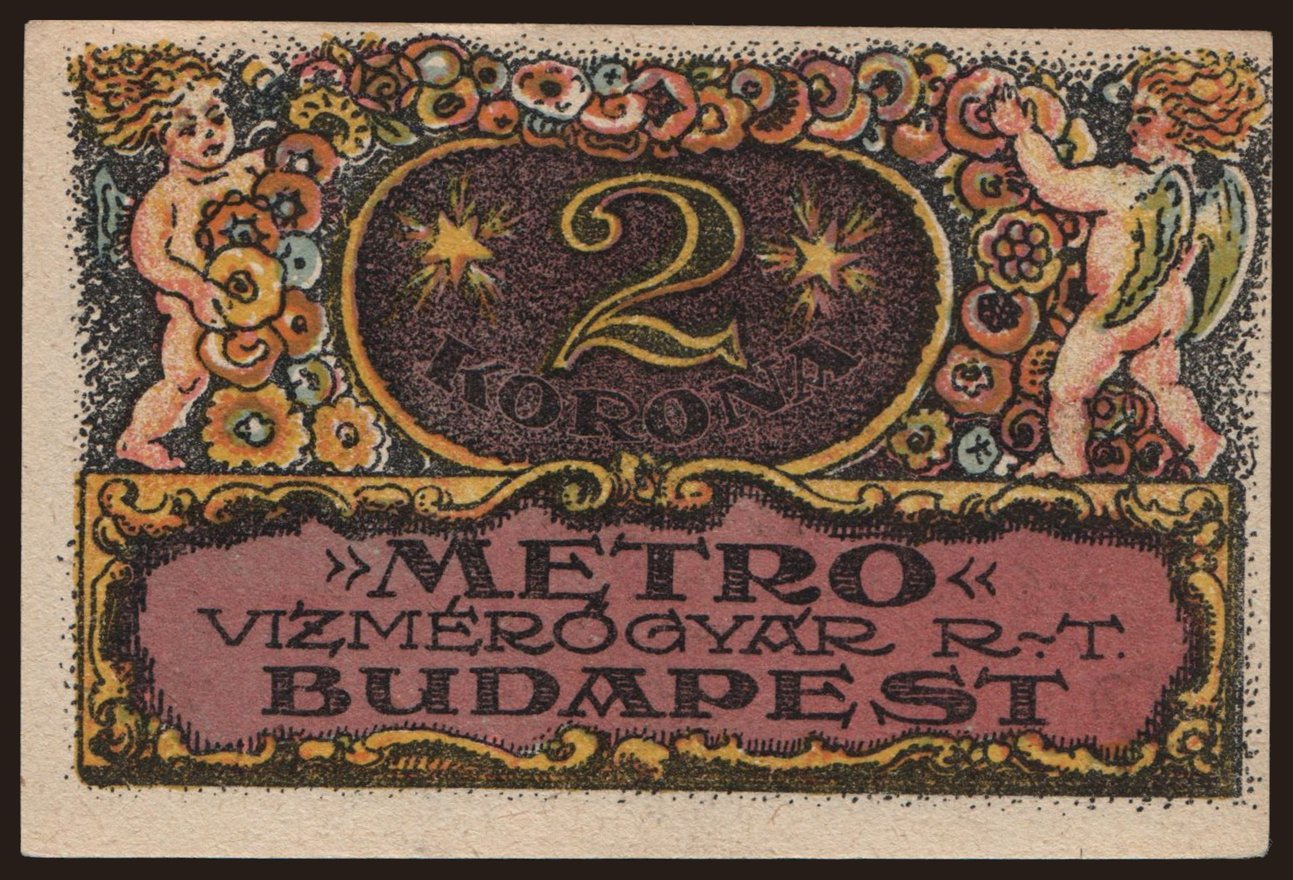 2
KORONA
»METRO«
VIZMÉRŐGYÁR R-T.
BUDAPEST